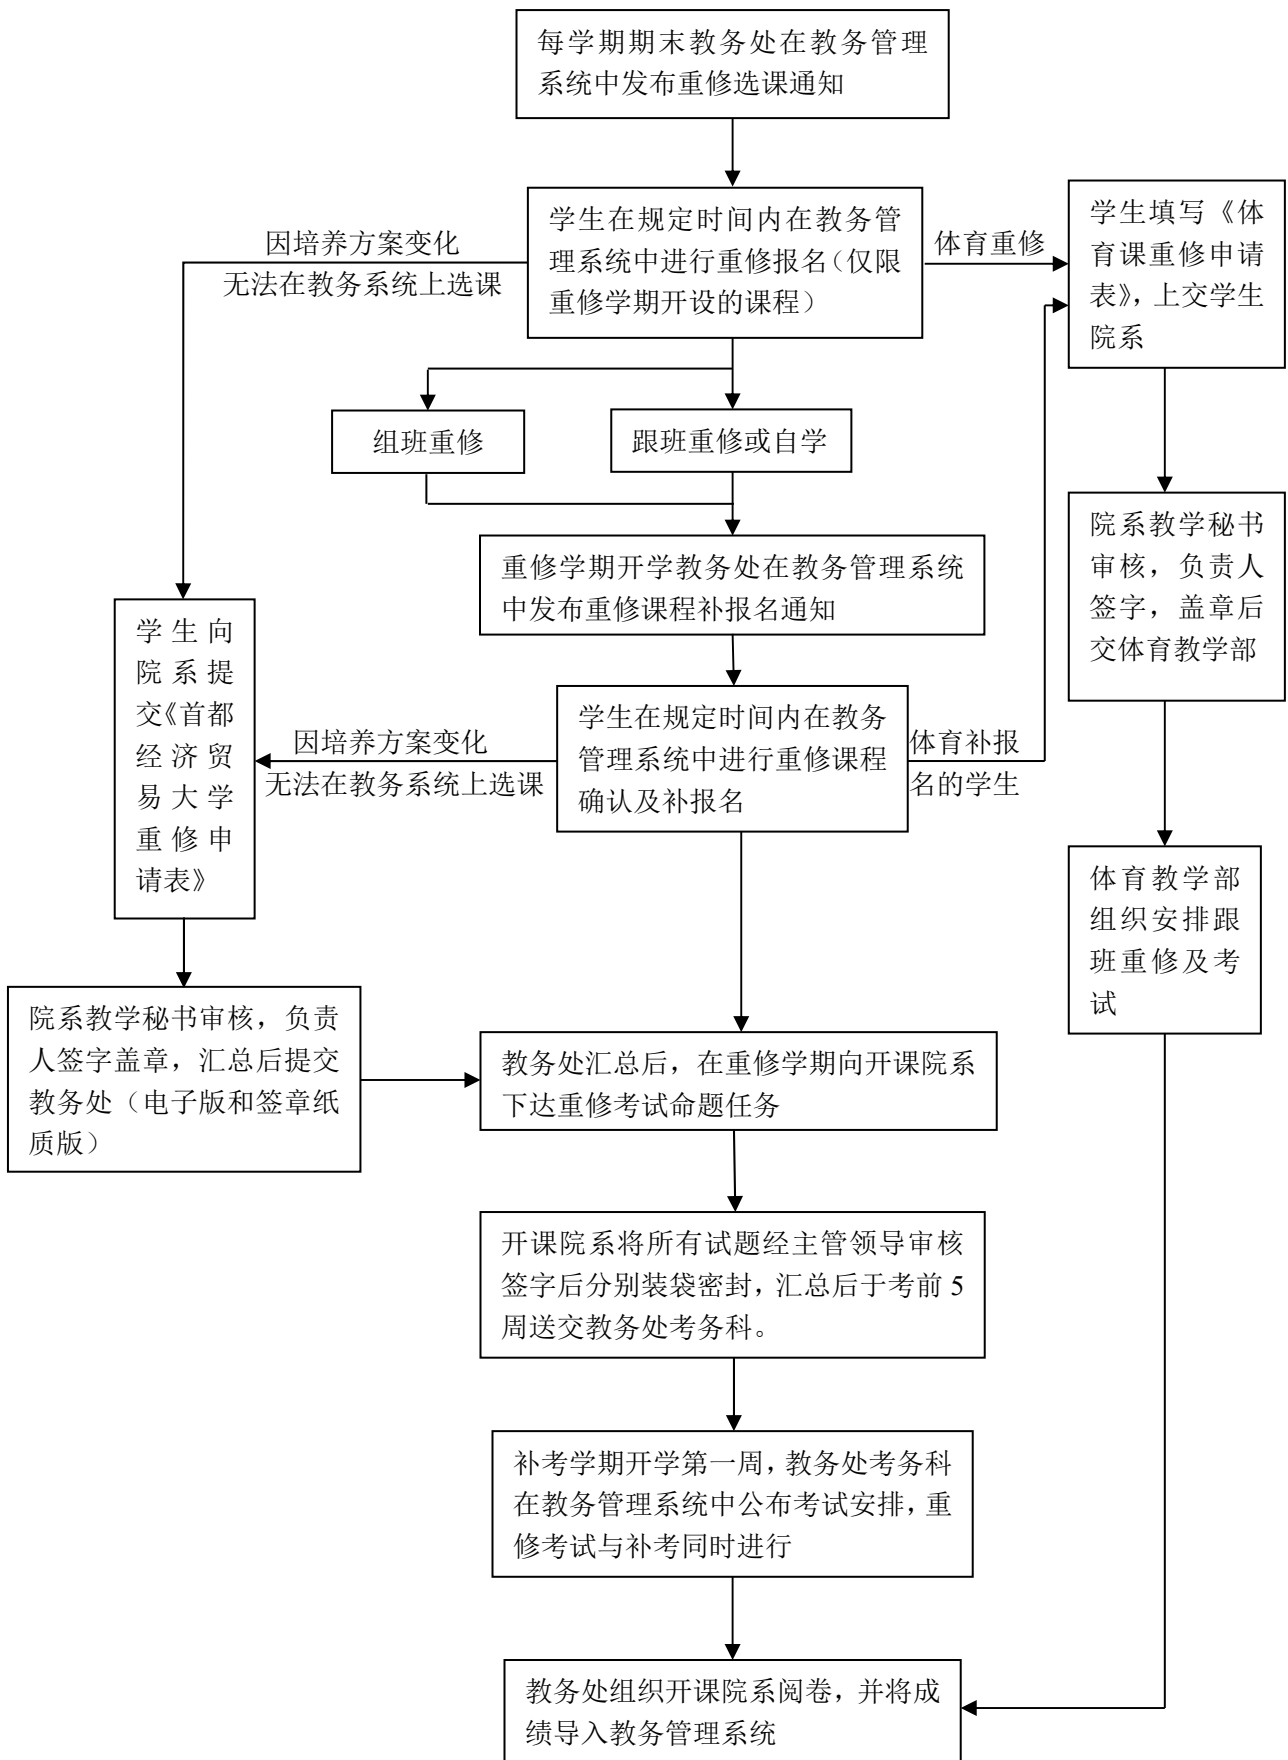 每学期期末教务处在教务管理
系统中发布重修选课通知
学生在规定时间内在教务管
理系统中进行重修报名（仅限
重修学期开设的课程）
因培养方案变化
无法在教务系统上选课
体育重修
学生填写《体
育课重修申请
表》，上交学生
院系
组班重修
跟班重修或自学
院系教学秘书
审核，负责人
签字，盖章后
交体育教学部
重修学期开学教务处在教务管理系统
中发布重修课程补报名通知
学生向
院系提
交《首都
经济贸
易大学
重修申
请表》
因培养方案变化
无法在教务系统上选课
学生在规定时间内在教务
管理系统中进行重修课程
确认及补报名
体育补报
名的学生
体育教学部
组织安排跟
班重修及考
试
院系教学秘书审核，负责
人签字盖章，汇总后提交
教务处（电子版和签章纸
质版）
教务处汇总后，在重修学期向开课院系
下达重修考试命题任务
开课院系将所有试题经主管领导审核
签字后分别装袋密封，汇总后于考前 5
周送交教务处考务科。
补考学期开学第一周，教务处考务科
在教务管理系统中公布考试安排，重
修考试与补考同时进行
教务处组织开课院系阅卷，并将成
绩导入教务管理系统